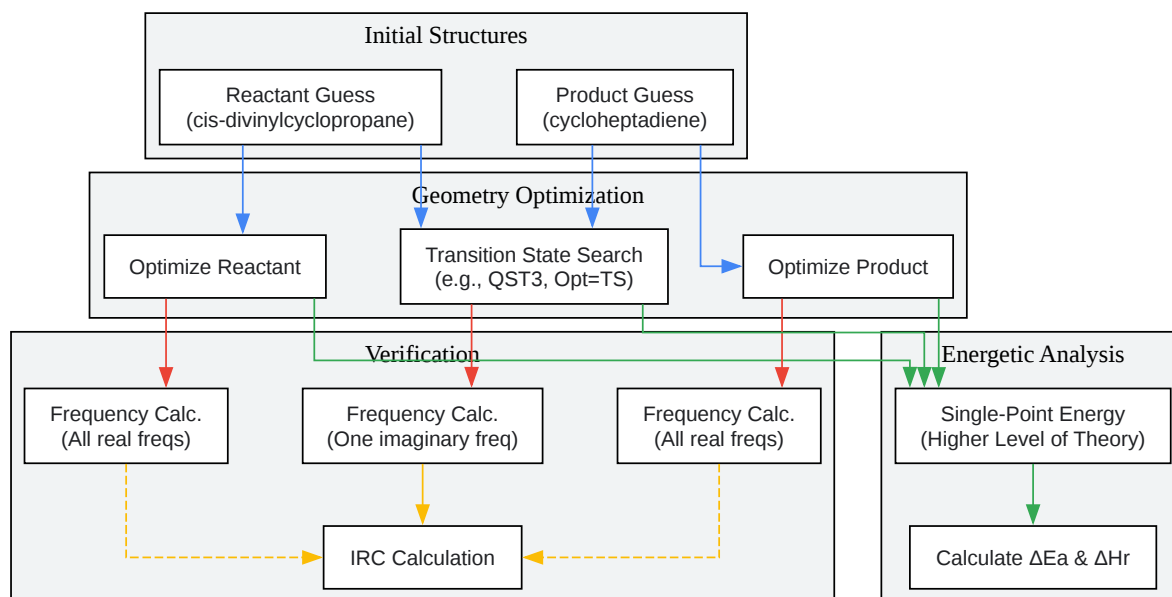 Initial Structures
Reactant Guess
(cis-divinylcyclopropane)
Product Guess
(cycloheptadiene)
Geometry Optimization
Optimize Reactant
Transition State Search
(e.g., QST3, Opt=TS)
Optimize Product
Verification
Energetic Analysis
Frequency Calc.
(All real freqs)
Frequency Calc.
(One imaginary freq)
Frequency Calc.
(All real freqs)
Single-Point Energy
(Higher Level of Theory)
IRC Calculation
Calculate ΔEa & ΔHr